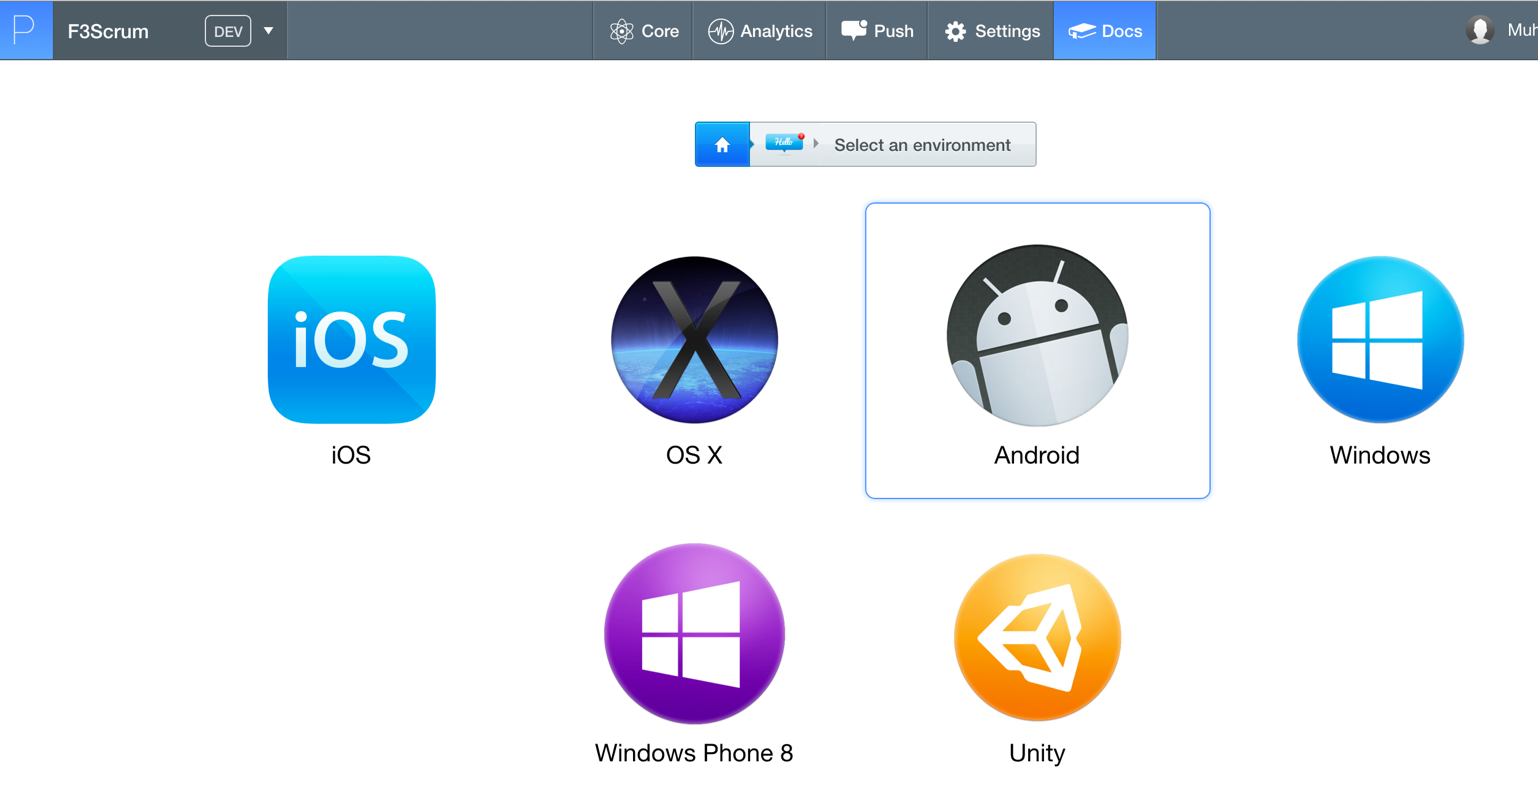 P F3Scrum DEV Core Analytics Push Settings Docs Muh
Hello Select an environment
iOS
X
iOS OS X Android Windows
Windows Phone 8 Unity